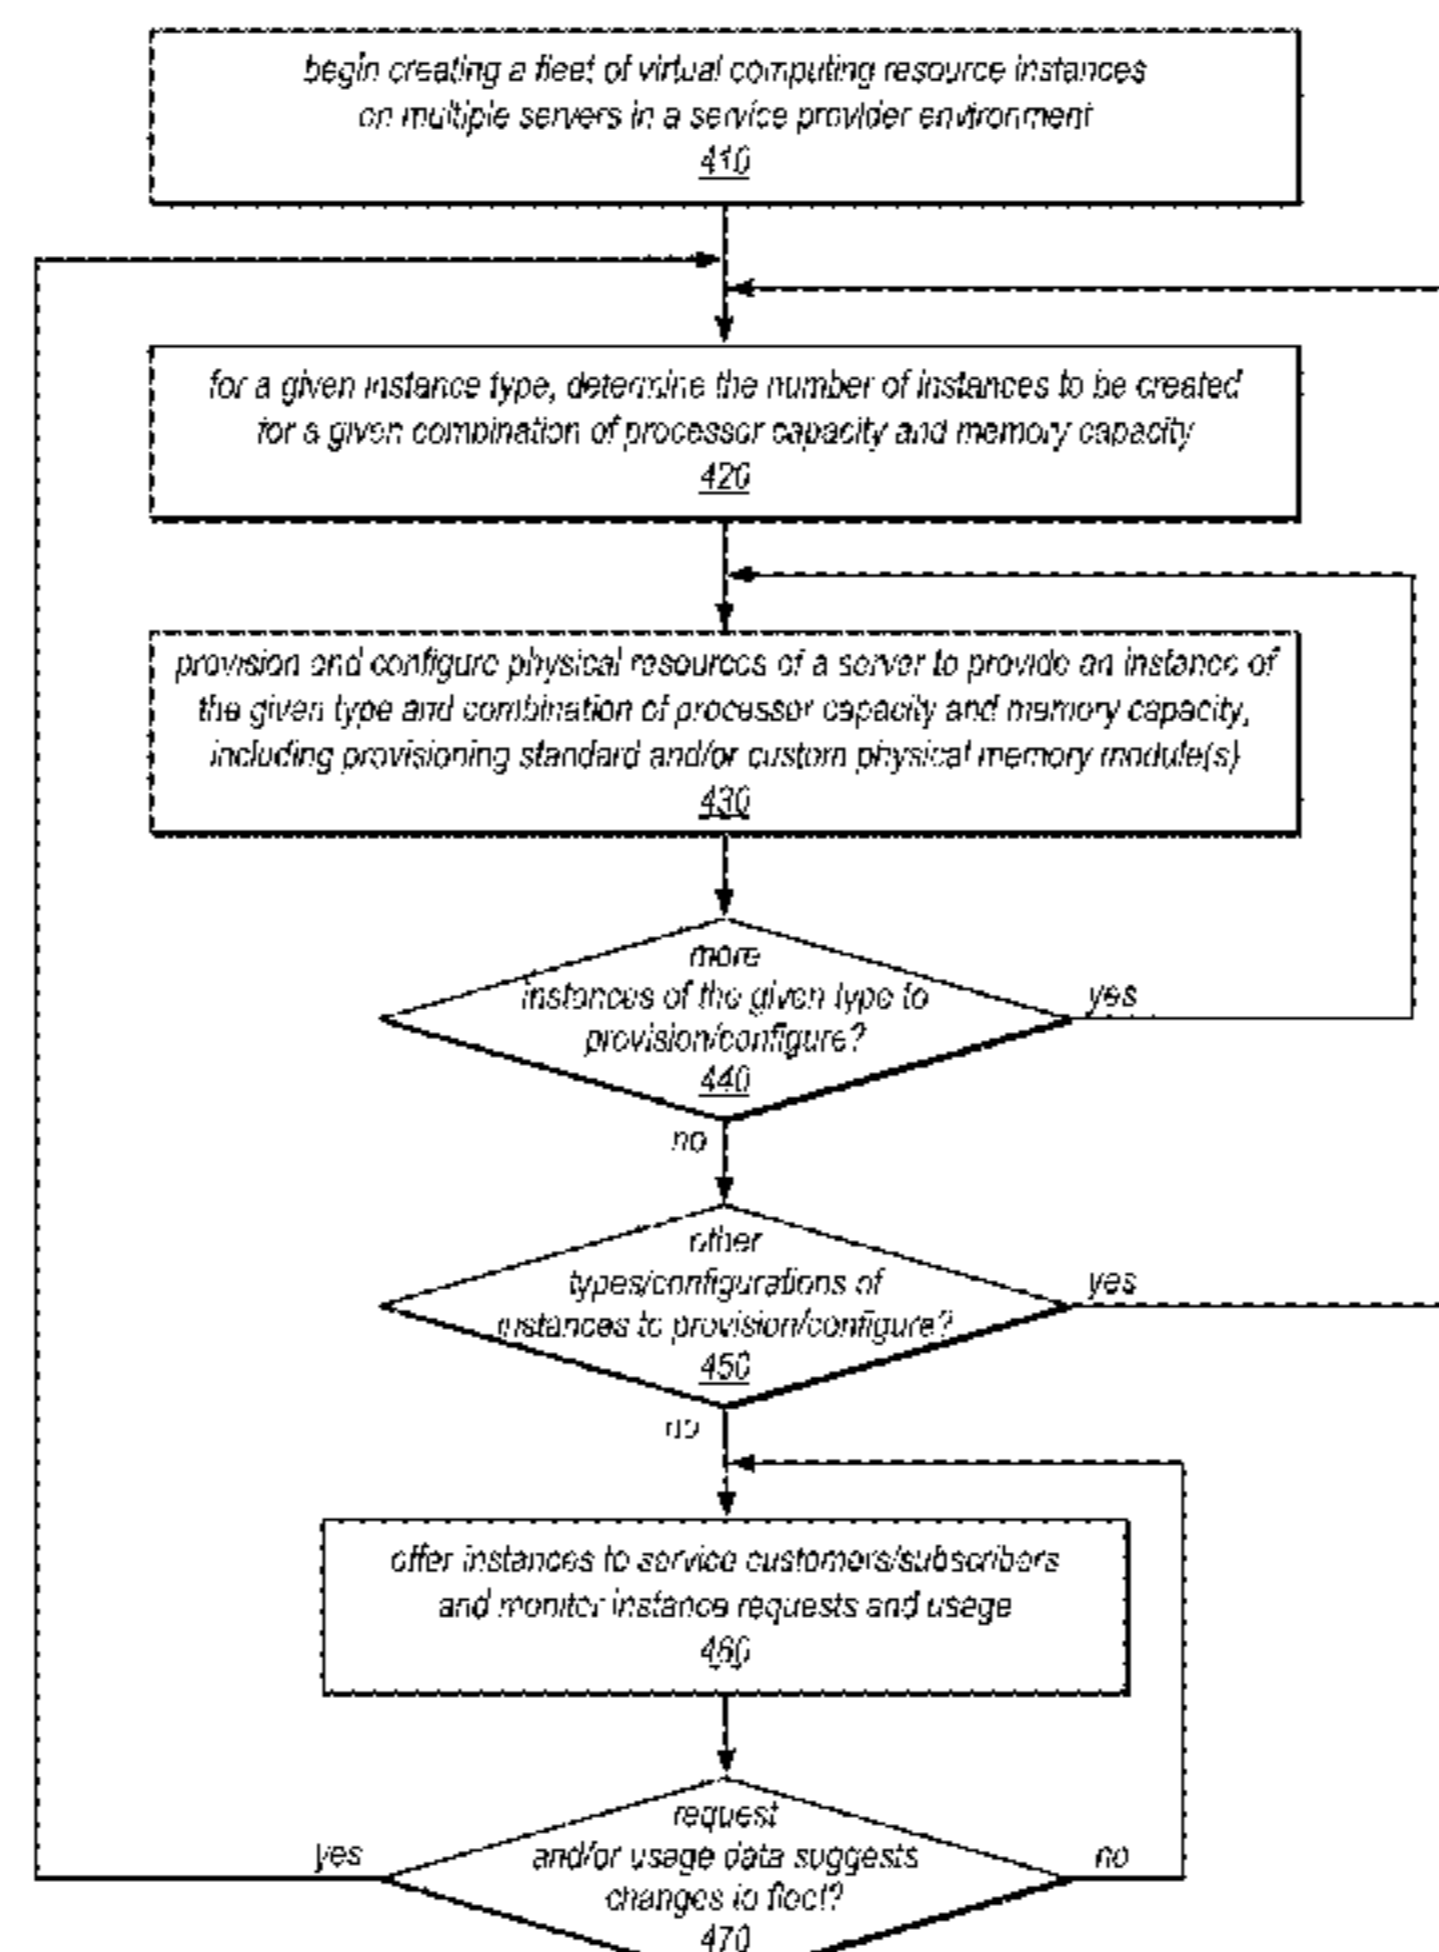 begin creating a fleet of virtual computing resource instances
on multiple servers in a service provider environment
410
for a given instance type, determine the number of instances to be created
for a given combination of processor capacity and memory capacity
420
provision and configure physical resources of a server to provide an instance of
the given type and combination of processor capacity and memory capacity,
including provisioning standard and/or custom physical memory module(s)
430
more
instances of the given type to
provision/configure?
440
yes
no
other
types/configurations of
instances to provision/configure?
450
yes
no
offer instances to service customers/subscribers
and monitor instance requests and usage
460
request
and/or usage data suggests
changes to fleet?
470
yes
no